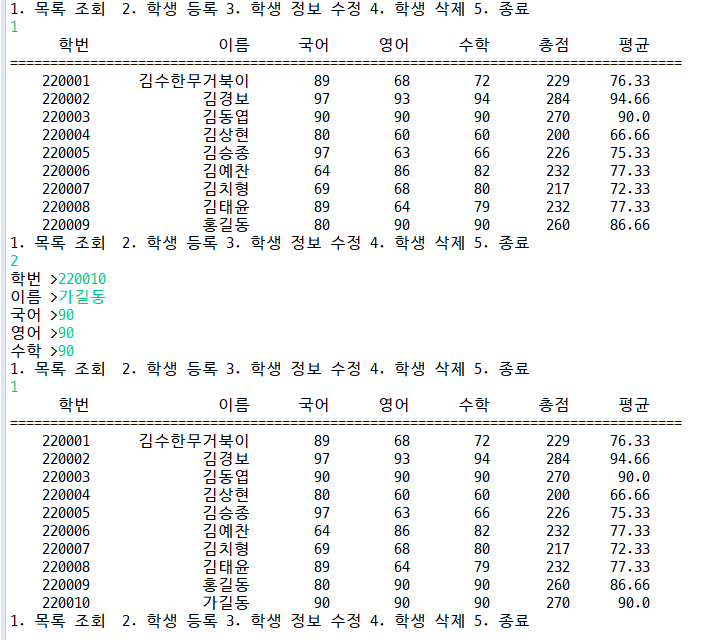 1. 목록 조회  2. 학생 등록 3. 학생 정보 수정 4. 학생 삭제 5. 종료
1
학번 이름 국어 영어 수학 총점 평균
====================================================================================
220001 김수한무거북이 89 68 72 229 76.33
220002 김경보 97 93 94 284 94.66
220003 김동엽 90 90 90 270 90.0
220004 김상현 80 60 60 200 66.66
220005 김승종 97 63 66 226 75.33
220006 김예찬 64 86 82 232 77.33
220007 김치형 69 68 80 217 72.33
220008 김태윤 89 64 79 232 77.33
220009 홍길동 80 90 90 260 86.66
1. 목록 조회  2. 학생 등록 3. 학생 정보 수정 4. 학생 삭제 5. 종료
2
학번 >220010
이름 >가길동
국어 >90
영어 >90
수학 >90
1. 목록 조회  2. 학생 등록 3. 학생 정보 수정 4. 학생 삭제 5. 종료
1
학번 이름 국어 영어 수학 총점 평균
====================================================================================
220001 김수한무거북이 89 68 72 229 76.33
220002 김경보 97 93 94 284 94.66
220003 김동엽 90 90 90 270 90.0
220004 김상현 80 60 60 200 66.66
220005 김승종 97 63 66 226 75.33
220006 김예찬 64 86 82 232 77.33
220007 김치형 69 68 80 217 72.33
220008 김태윤 89 64 79 232 77.33
220009 홍길동 80 90 90 260 86.66
220010 가길동 90 90 90 270 90.0
1. 목록 조회  2. 학생 등록 3. 학생 정보 수정 4. 학생 삭제 5. 종료